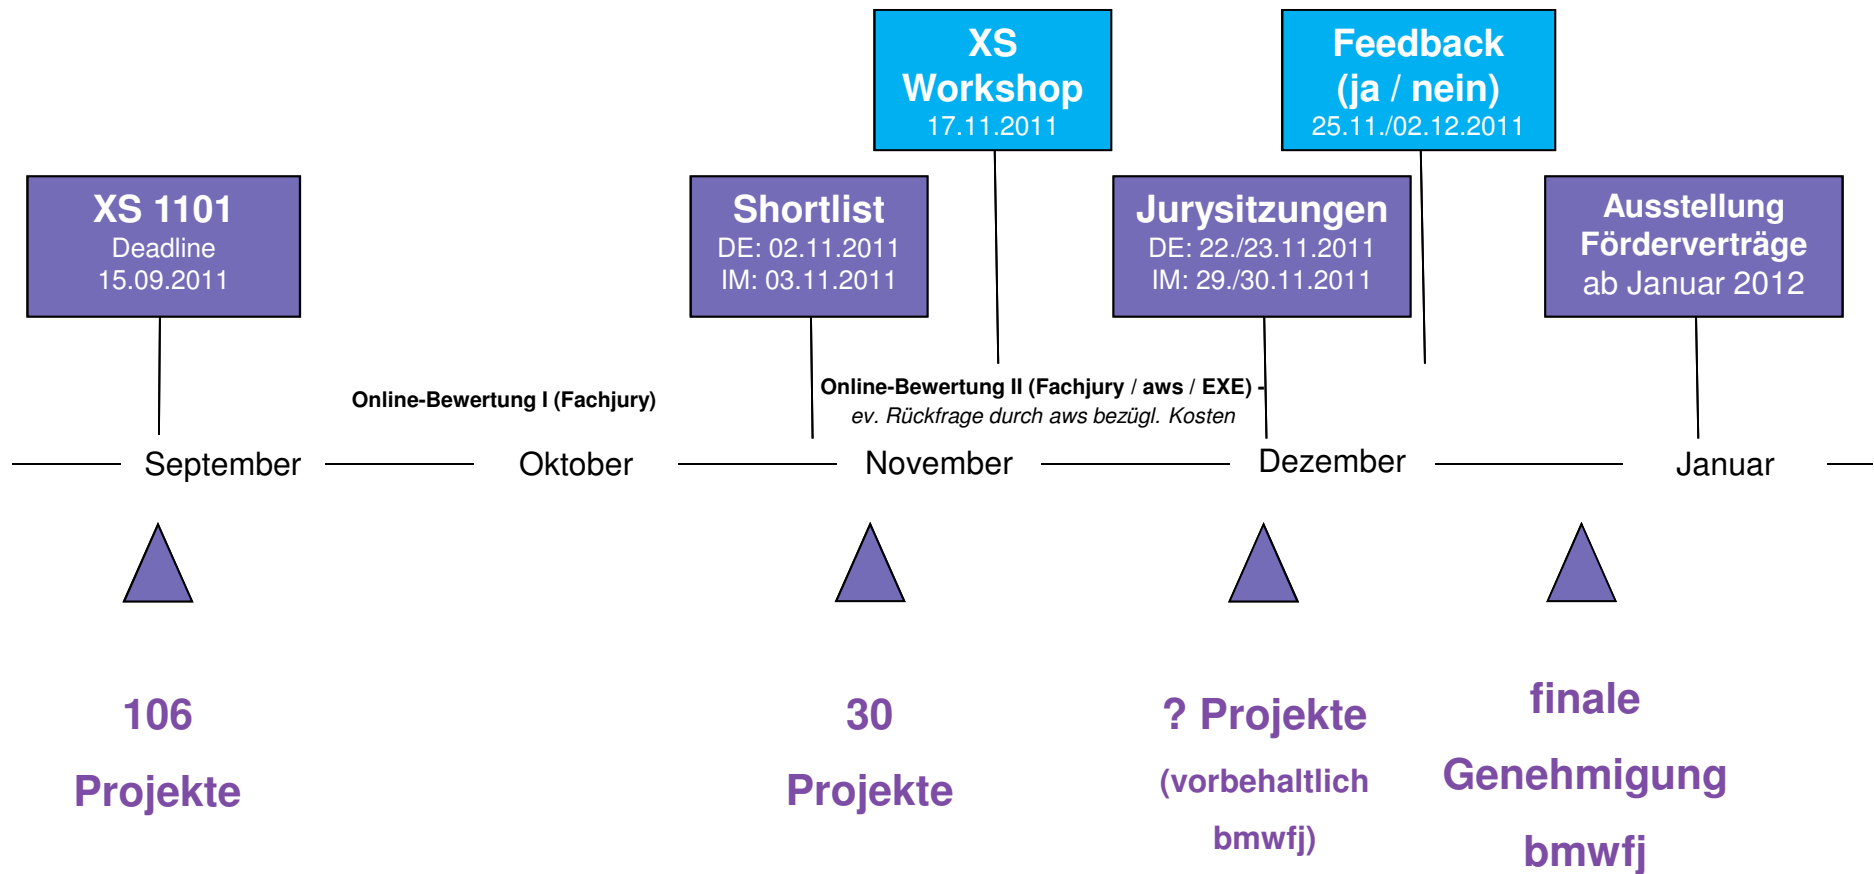 XS
Workshop
17.11.2011
Feedback
(ja / nein)
25.11./02.12.2011
XS 1101
Deadline
15.09.2011
Shortlist
DE: 02.11.2011
IM: 03.11.2011
Jurysitzungen
DE: 22./23.11.2011
IM: 29./30.11.2011
Ausstellung
Förderverträge
ab Januar 2012
Online-Bewertung I (Fachjury)
Online-Bewertung II (Fachjury / aws / EXE) -
ev. Rückfrage durch aws bezügl. Kosten
September
Oktober
November
Dezember
Januar
106
Projekte
30
Projekte
? Projekte
(vorbehaltlich
bmwfj)
finale
Genehmigung
bmwfj